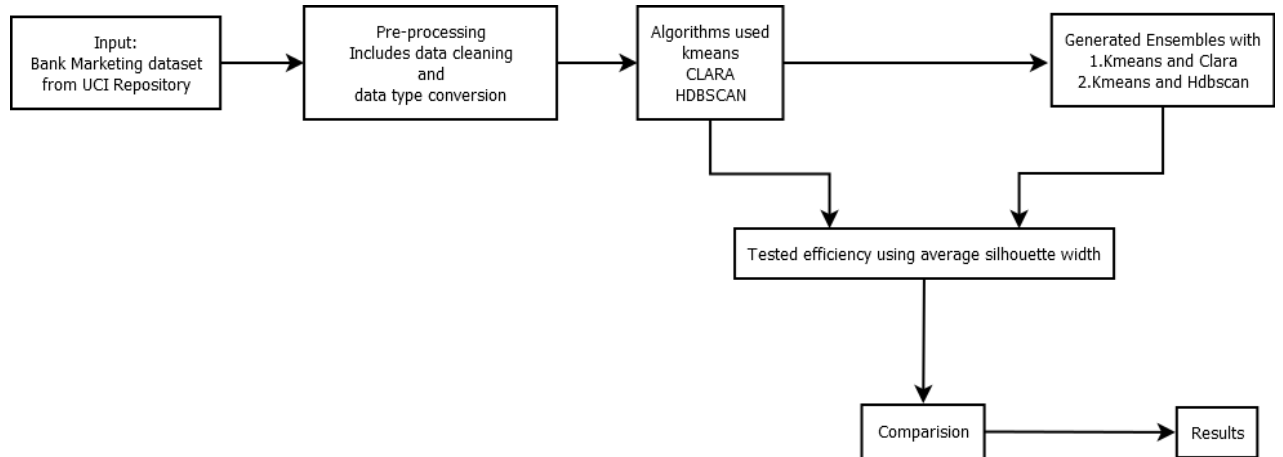 Input:
Bank Marketing dataset
from UCI Repository
Pre-processing
Includes data cleaning
and
data type conversion
Algorithms used
kmeans
CLARA
HDBSCAN
Generated Ensembles with
1.Kmeans and Clara
2.Kmeans and Hdbscan
Tested efficiency using average silhouette width
Comparision
Results